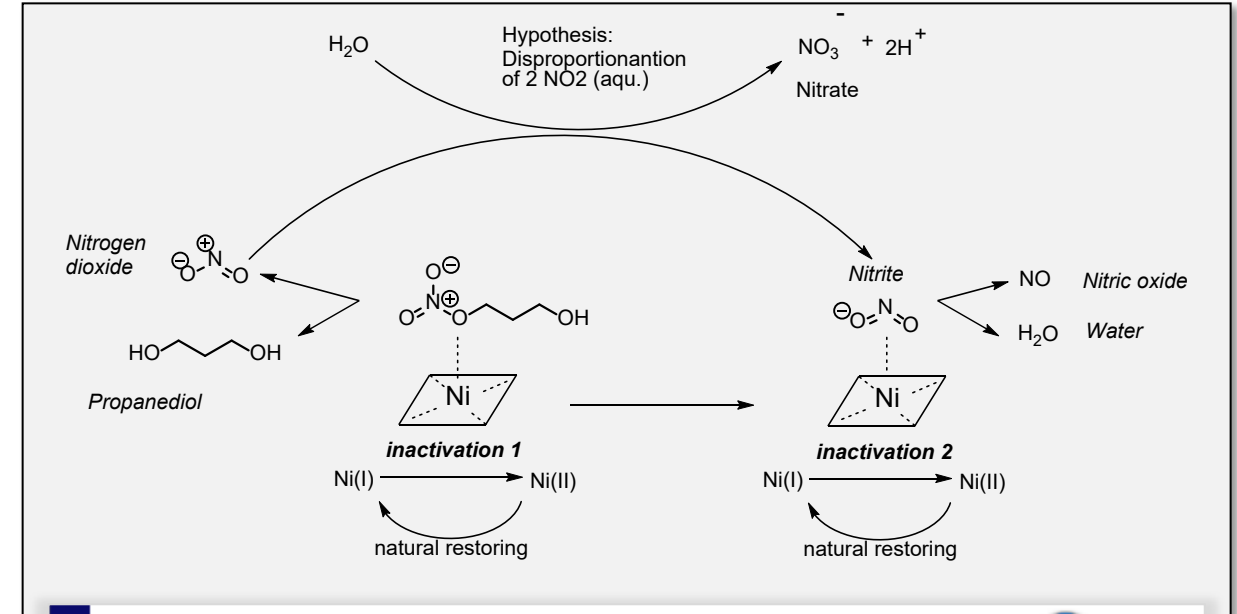 H₂O
Hypothesis:
Disproportionantion
of 2 NO2 (aqu.)
NO₃⁻ + 2H⁺
Nitrate
Nitrogen
dioxide
⊖O N⊕ O
Nitrite
O⊖
N⊕
O O OH
⊖O N O
NO Nitric oxide
H₂O Water
HO OH
Propanediol
Ni
Ni
inactivation 1
inactivation 2
Ni(I) Ni(II)
Ni(I) Ni(II)
natural restoring
natural restoring